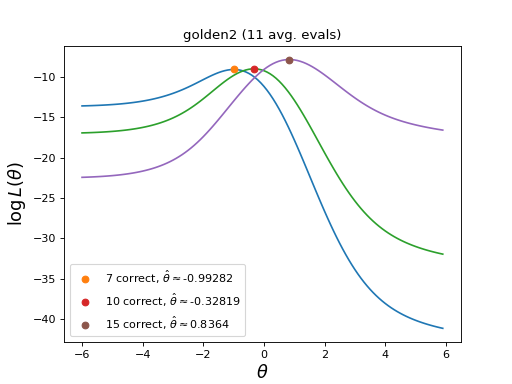 golden2 (11 avg. evals)
log L(θ)
−10
−15
−20
−25
−30
−35
−40
7 correct, θ̂ ≈ -0.99282
10 correct, θ̂ ≈ -0.32819
15 correct, θ̂ ≈ 0.8364
−6 −4 −2 0 2 4 6
θ